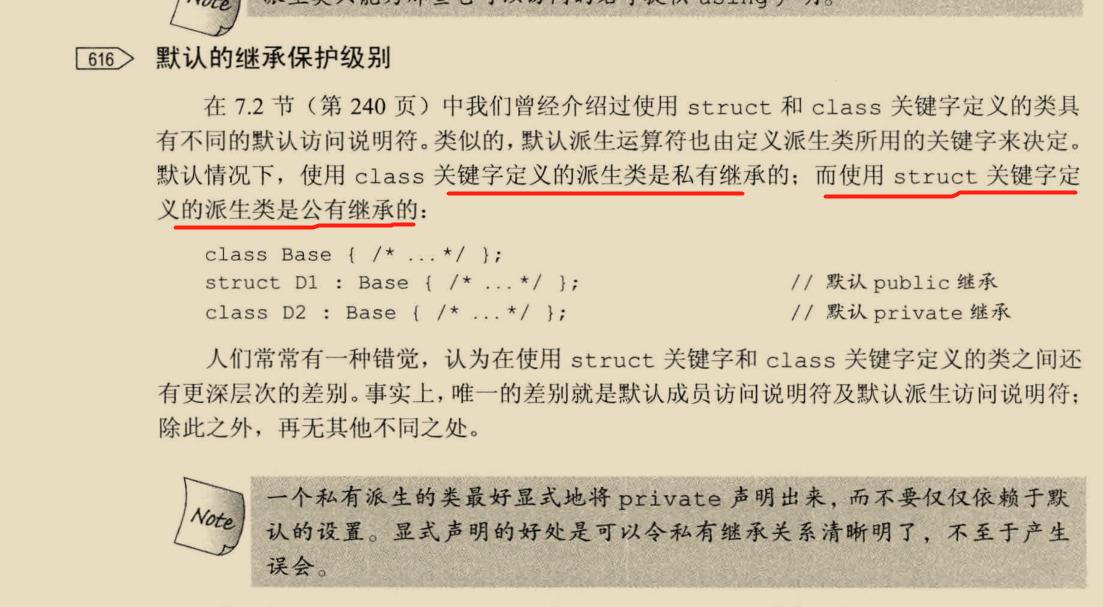 Note
616 默认的继承保护级别
在 7.2 节（第 240 页）中我们曾经介绍过使用 struct 和 class 关键字定义的类具
有不同的默认访问说明符。类似的，默认派生运算符也由定义派生类所用的关键字来决定。
默认情况下，使用 class 关键字定义的派生类是私有继承的；而使用 struct 关键字定
义的派生类是公有继承的：
class Base { /* ...*/ };
struct D1 : Base { /* ...*/ }; // 默认 public 继承
class D2 : Base { /* ...*/ }; // 默认 private 继承
人们常常有一种错觉，认为在使用 struct 关键字和 class 关键字定义的类之间还
有更深层次的差别。事实上，唯一的差别就是默认成员访问说明符及默认派生访问说明符；
除此之外，再无其他不同之处。
Note
一个私有派生的类最好显式地将 private 声明出来，而不要仅仅依赖于默
认的设置。显式声明的好处是可以令私有继承关系清晰明了，不至于产生
误会。